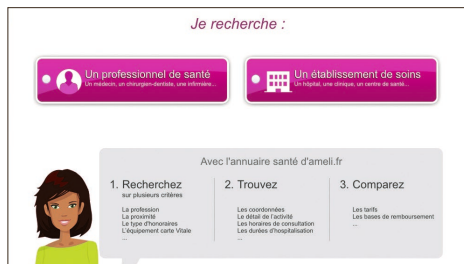 Je recherche :
Un professionnel de santé
Un médecin, un chirurgien-dentiste, une infirmière...
Un établissement de soins
Un hôpital, une clinique, un centre de santé...
Avec l'annuaire santé d'ameli.fr
1. Recherchez
sur plusieurs critères
La profession
La proximité
Le type d'honoraires
L'équipement carte Vitale
...
2. Trouvez
Les coordonnées
Le détail de l'activité
Les horaires de consultation
Les durées d'hospitalisation
...
3. Comparez
Les tarifs
Les bases de remboursement
...